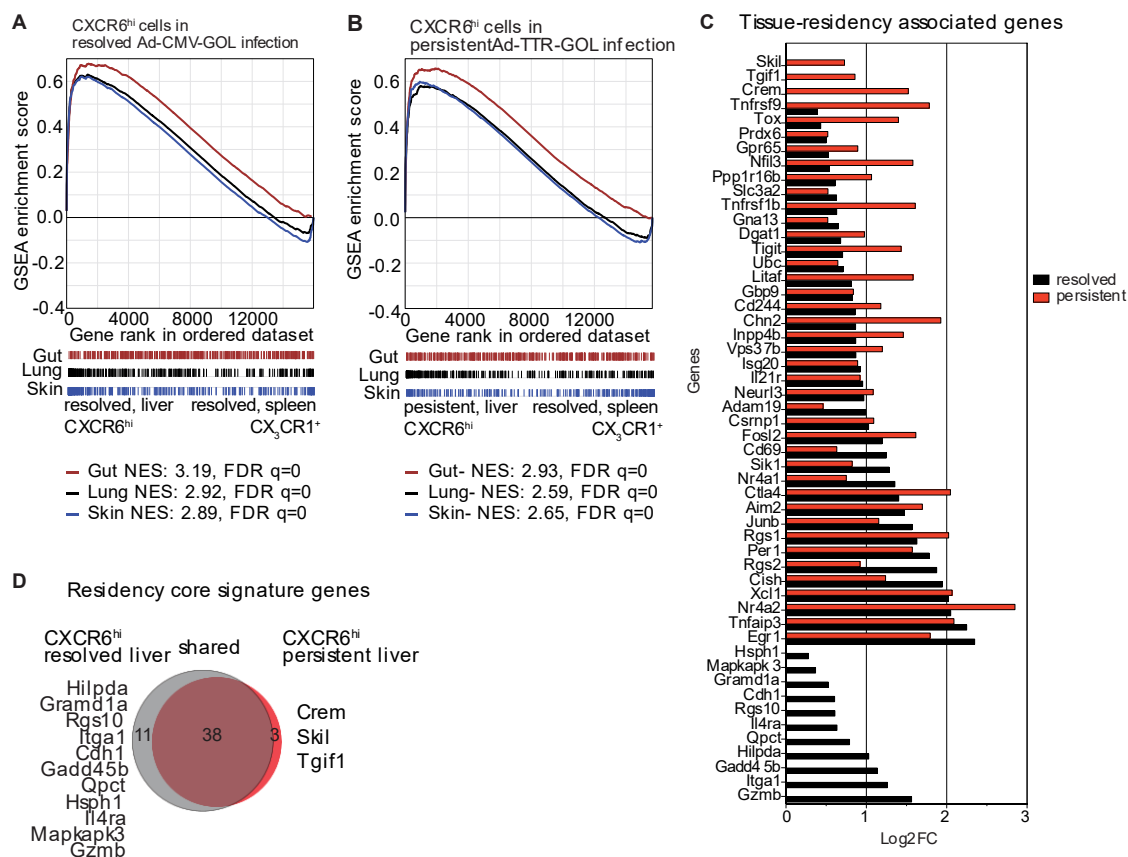 A
CXCR6hi cells in
resolved Ad-CMV-GOL infection
GSEA enrichment score
0.6
0.4
0.2
0.0
-0.2
-0.4
0
4000
8000
12000
Gene rank in ordered dataset
Gut
Lung
Skin
resolved, liver
resolved, spleen
CXCR6hi
CX3CR1+
Gut NES: 3.19, FDR q=0
Lung NES: 2.92, FDR q=0
Skin NES: 2.89, FDR q=0
B
CXCR6hi cells in
persistentAd-TTR-GOL infection
GSEA enrichment score
0.6
0.4
0.2
0.0
-0.2
-0.4
0
4000
8000
12000
Gene rank in ordered dataset
Gut
Lung
Skin
pesistent, liver
resolved, spleen
CXCR6hi
CX3CR1+
Gut- NES: 2.93, FDR q=0
Lung- NES: 2.59, FDR q=0
Skin- NES: 2.65, FDR q=0
C
Tissue-residency associated genes
Genes
Skil
Tgif1
Crem
Tnfrsf9
Tox
Prdx6
Gpr65
Nfil3
Ppp1r16b
Slc3a2
Tnfrsf1b
Gna13
Dgat1
Tigit
Ubc
Litaf
Gbp9
Cd244
Chn2
Inpp4b
Vps37b
Isg20
Il21r
Neurl3
Adam19
Csrnp1
Fosl2
Cd69
Sik1
Nr4a1
Ctla4
Aim2
Junb
Rgs1
Per1
Rgs2
Cish
Xcl1
Nr4a2
Tnfaip3
Egr1
Hsph1
Mapkapk 3
Gramd1a
Cdh1
Rgs10
Il4ra
Qpct
Hilpda
Gadd4 5b
Itga1
Gzmb
0
1
2
3
Log2FC
resolved
persistent
D
Residency core signature genes
CXCR6hi
resolved liver
shared
CXCR6hi
persistent liver
Hilpda
Gramd1a
Rgs10
Itga1
Cdh1
Gadd45b
Qpct
Hsph1
Il4ra
Mapkapk3
Gzmb
11
38
3
Crem
Skil
Tgif1